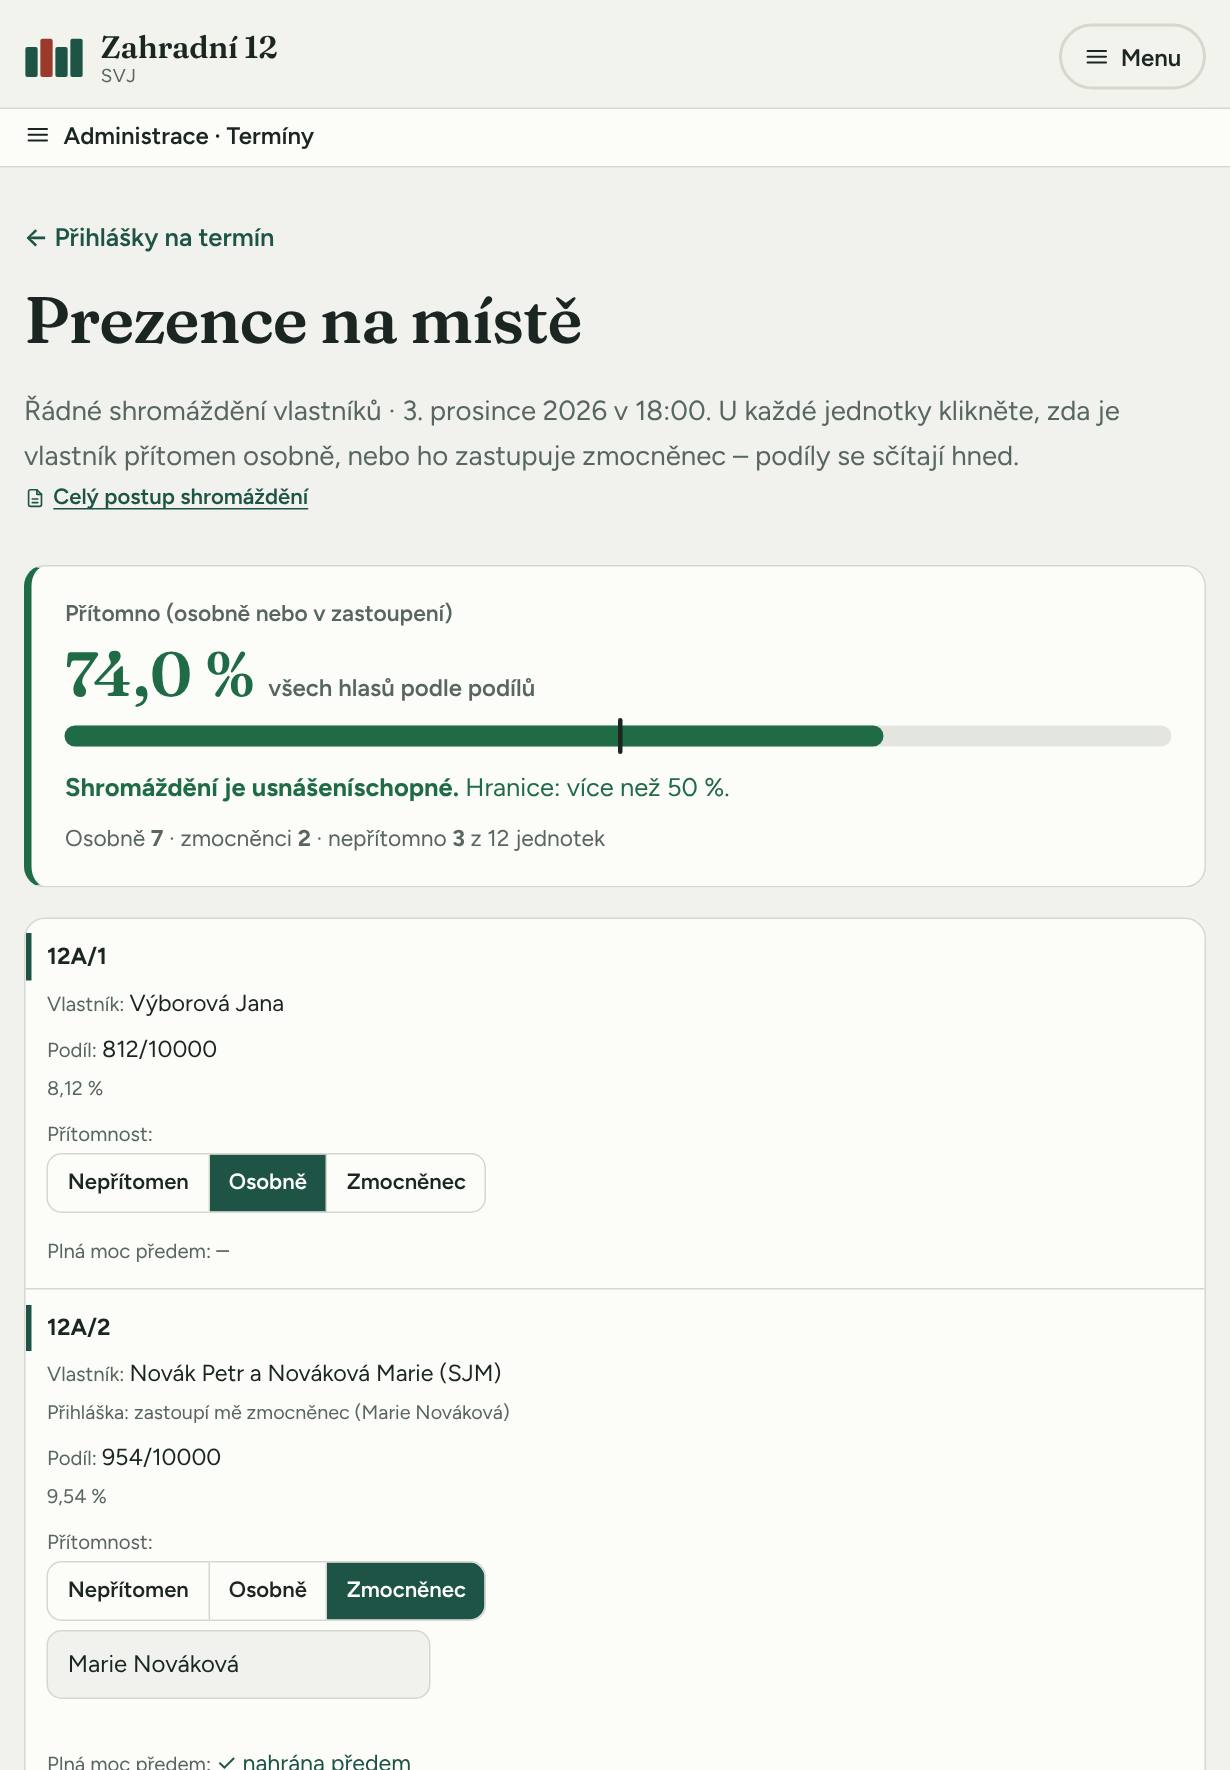 Zahradní 12
SVJ
Menu
Administrace · Termíny
← Přihlášky na termín
Prezence na místě
Řádné shromáždění vlastníků · 3. prosince 2026 v 18:00. U každé jednotky klikněte, zda je
vlastník přítomen osobně, nebo ho zastupuje zmocněnec – podíly se sčítají hned.
Celý postup shromáždění
Přítomno (osobně nebo v zastoupení)
74,0 % všech hlasů podle podílů
Shromáždění je usnášeníschopné. Hranice: více než 50 %.
Osobně 7 · zmocněnci 2 · nepřítomno 3 z 12 jednotek
12A/1
Vlastník: Výborová Jana
Podíl: 812/10000
8,12 %
Přítomnost:
Nepřítomen Osobně Zmocněnec
Plná moc předem: –
12A/2
Vlastník: Novák Petr a Nováková Marie (SJM)
Přihláška: zastoupí mě zmocněnec (Marie Nováková)
Podíl: 954/10000
9,54 %
Přítomnost:
Nepřítomen Osobně Zmocněnec
Marie Nováková
Plná moc předem: ✓ nahrána předem